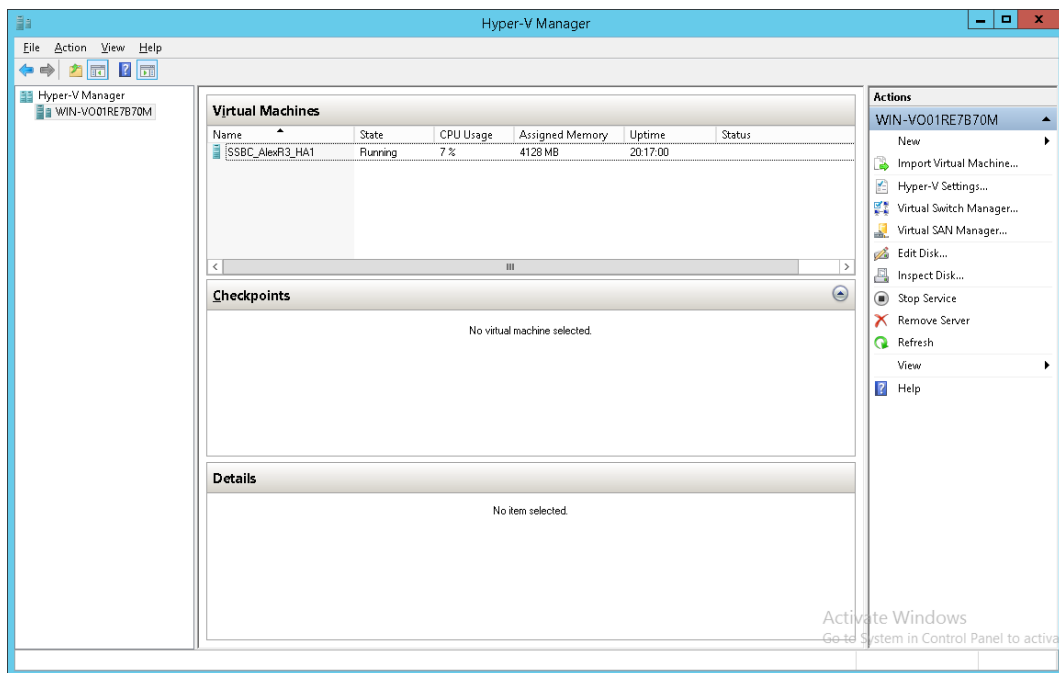 Hyper-V Manager
File Action View Help
Hyper-V Manager
WIN-VO01RE7B70M
Virtual Machines
Name State CPU Usage Assigned Memory Uptime Status
SSBC_AlexR3_HA1 Running 7 % 4128 MB 20:17:00
Checkpoints
No virtual machine selected.
Details
No item selected.
Actions
WIN-VO01RE7B70M
New
Import Virtual Machine...
Hyper-V Settings...
Virtual Switch Manager...
Virtual SAN Manager...
Edit Disk...
Inspect Disk...
Stop Service
Remove Server
Refresh
View
Help
Activate Windows
Go to System in Control Panel to activa